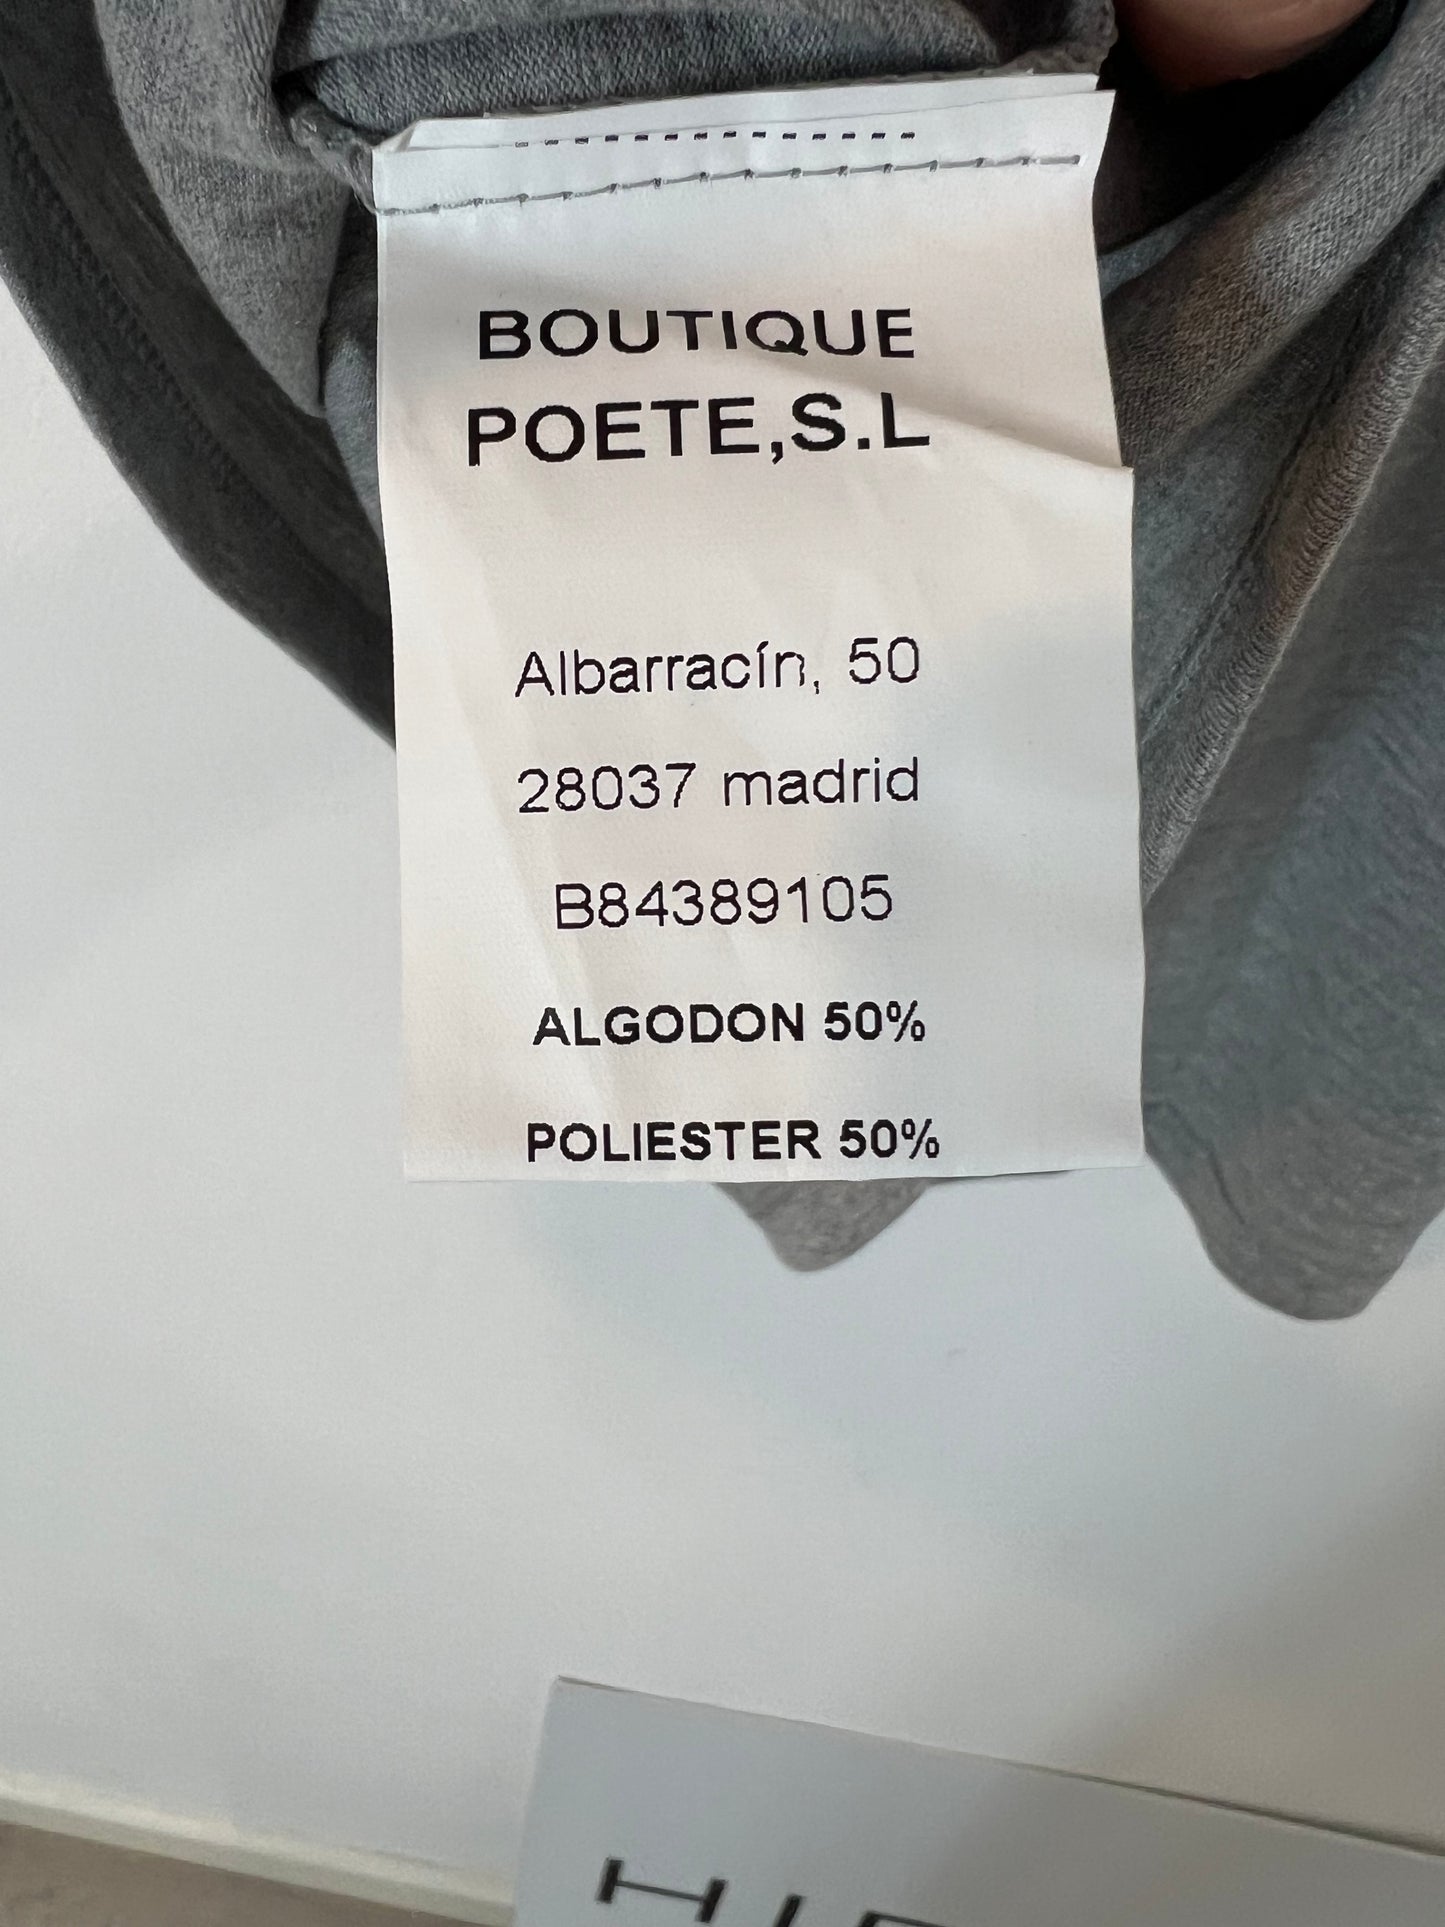 BOUTIQUE
POETE,S.L
Albarracín, 50
28037 madrid
B84389105
ALGODON 50%
POLIESTER 50%